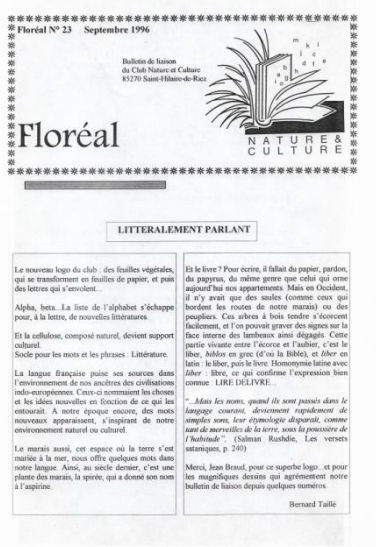 Floréal N° 23 Septembre 1996
Bulletin de liaison
du Club Nature et Culture
85270 Saint-Hilaire-de-Riez
Floréal
NATURE &
CULTURE
LITTERALEMENT PARLANT
Le nouveau logo du club : des feuilles végétales,
qui se transforment en feuilles de papier, et puis
des lettres qui s'envolent...
Alpha, beta...La liste de l'alphabet s'échappe
pour, à la lettre, de nouvelles littératures.
Et la cellulose, composé naturel, devient support
culturel.
Socle pour les mots et les phrases : Littérature.
La langue française puise ses sources dans
l'environnement de nos ancêtres des civilisations
indo-européennes. Ceux-ci nommaient les choses
et les idées nouvelles en fonction de ce qui les
entourait. A notre époque encore, des mots
nouveaux apparaissent, s'inspirant de notre
environnement naturel ou culturel.
Le marais aussi, cet espace où la terre s'est
mariée à la mer, nous offre quelques mots dans
notre langue. Ainsi, au siècle dernier, c'est une
plante des marais, la spirée, qui a donné son nom
à l'aspirine.
Et le livre ? Pour écrire, il fallait du papier, pardon,
du papyrus, du même genre que celui qui orne
aujourd'hui nos appartements. Mais en Occident,
il n'y avait que des saules (comme ceux qui
bordent les routes de notre marais) ou des
peupliers. Ces arbres à bois tendres s'écorcent
facilement, et l'on pouvait graver des signes sur la
face interne des lambeaux ainsi dégagés. Cette
partie vivante entre l'écorce et l'aubier, c'est le
liber, biblos en grec (d'où la Bible), et liber en
latin : le liber, puis le livre. Homonymie latine avec
liber : libre, ce qui confirme l'expression bien
connue : LIRE DELIVRE...
"...Mais les noms, quand ils sont passés dans le
langage courant, deviennent rapidement de
simples sons, leur étymologie disparaît, comme
tant de merveilles de la terre, sous la poussière de
l'habitude". (Salman Rushdie, Les versets
sataniques, p. 240)
Merci, Jean Braud, pour ce superbe logo...et pour
les magnifiques dessins qui agrémentent notre
bulletin de liaison depuis quelques numéros.
Bernard Taillé